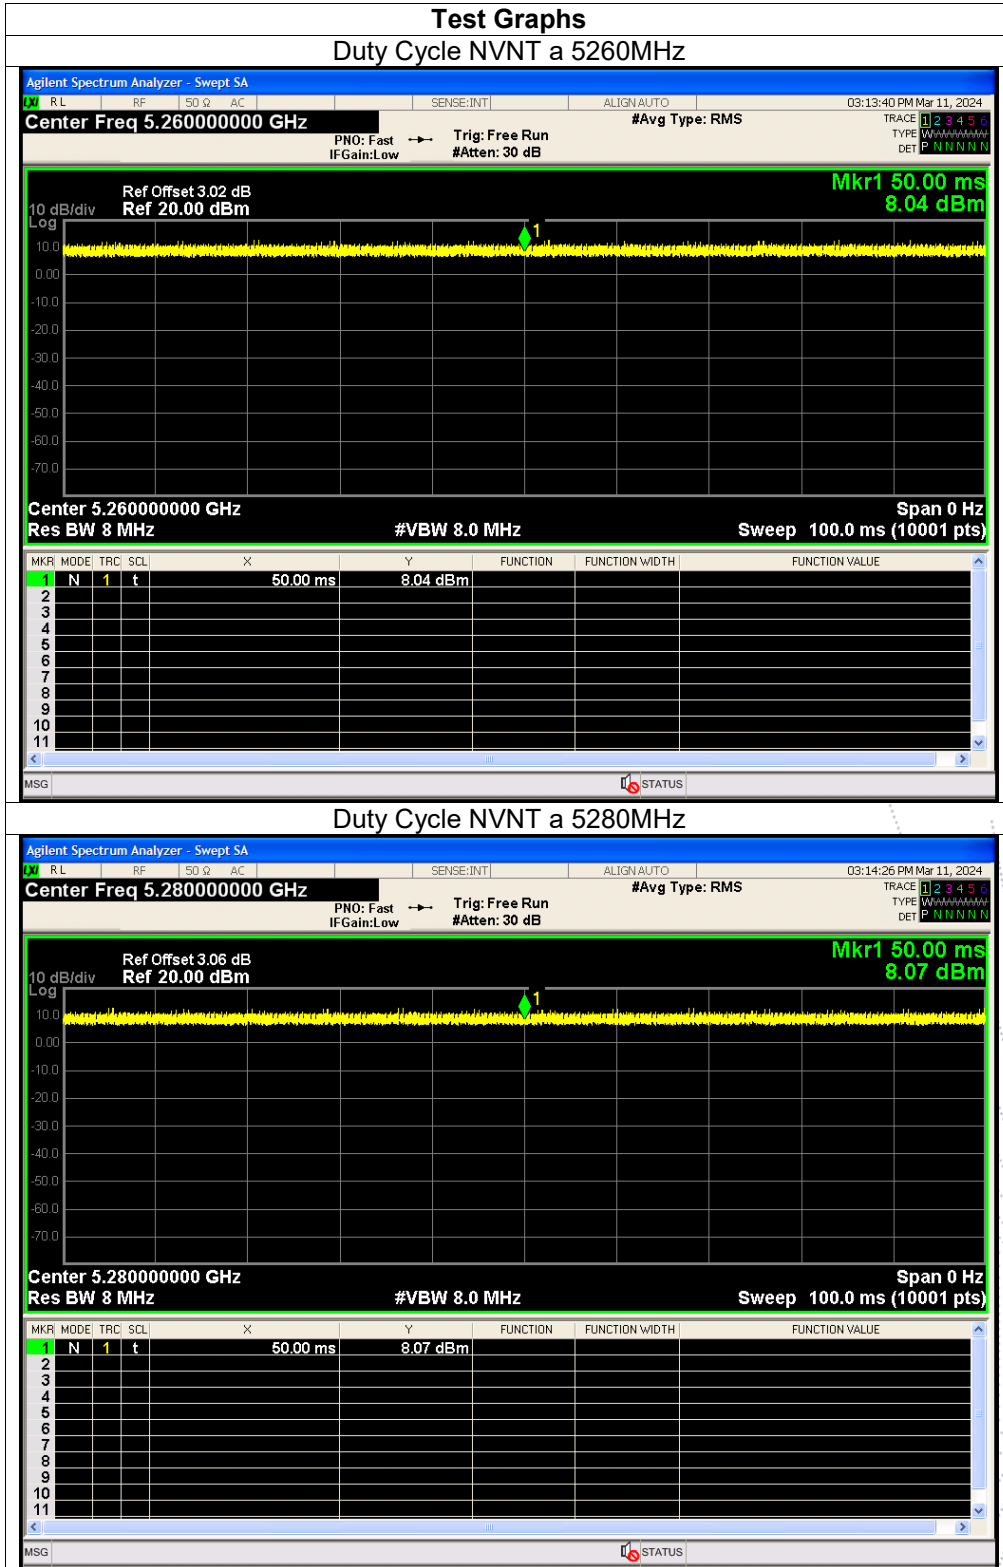 Test Graphs
Duty Cycle NVNT a 5260MHz
Agilent Spectrum Analyzer - Swept SA
LXI RL RF 50 Ω AC SENSE:INT ALIGN AUTO 03:13:40 PM Mar 11, 2024
Center Freq 5.260000000 GHz #Avg Type: RMS TRACE 1 2 3 4 5 6
PNO: Fast Trig: Free Run TYPE W
IFGain:Low #Atten: 30 dB DET P N N N N N
Mkr1 50.00 ms
Ref Offset 3.02 dB
10 dB/div Ref 20.00 dBm 8.04 dBm
Log
1
10.0
0.00
-10.0
-20.0
-30.0
-40.0
-50.0
-60.0
-70.0
Center 5.260000000 GHz Span 0 Hz
Res BW 8 MHz #VBW 8.0 MHz Sweep 100.0 ms (10001 pts)
MKR MODE TRC SCL X Y FUNCTION FUNCTION WIDTH FUNCTION VALUE
1 N 1 t 50.00 ms 8.04 dBm
2
3
4
5
6
7
8
9
10
11
MSG STATUS
Duty Cycle NVNT a 5280MHz
Agilent Spectrum Analyzer - Swept SA
LXI RL RF 50 Ω AC SENSE:INT ALIGN AUTO 03:14:26 PM Mar 11, 2024
Center Freq 5.280000000 GHz #Avg Type: RMS TRACE 1 2 3 4 5 6
PNO: Fast Trig: Free Run TYPE W
IFGain:Low #Atten: 30 dB DET P N N N N N
Mkr1 50.00 ms
Ref Offset 3.06 dB
10 dB/div Ref 20.00 dBm 8.07 dBm
Log
1
10.0
0.00
-10.0
-20.0
-30.0
-40.0
-50.0
-60.0
-70.0
Center 5.280000000 GHz Span 0 Hz
Res BW 8 MHz #VBW 8.0 MHz Sweep 100.0 ms (10001 pts)
MKR MODE TRC SCL X Y FUNCTION FUNCTION WIDTH FUNCTION VALUE
1 N 1 t 50.00 ms 8.07 dBm
2
3
4
5
6
7
8
9
10
11
MSG STATUS